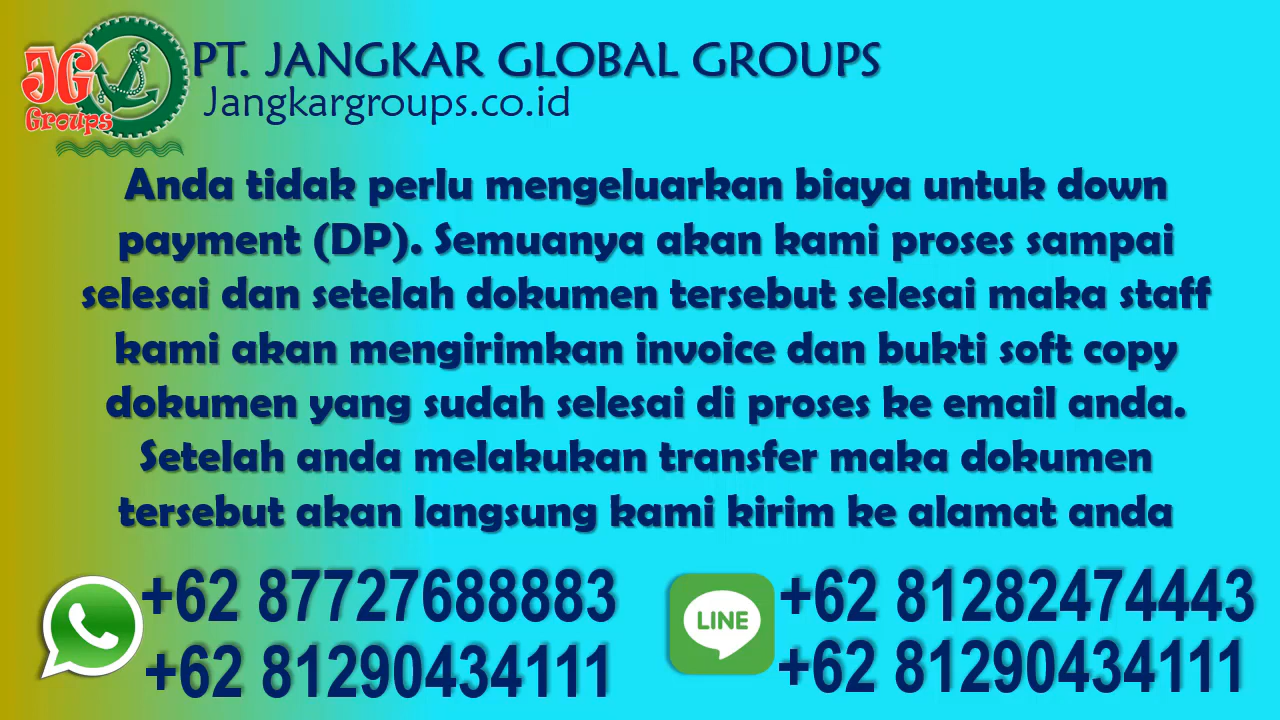 JG
Groups
PT. JANGKAR GLOBAL GROUPS
Jangkargroups.co.id
Anda tidak perlu mengeluarkan biaya untuk down
payment (DP). Semuanya akan kami proses sampai
selesai dan setelah dokumen tersebut selesai maka staff
kami akan mengirimkan invoice dan bukti soft copy
dokumen yang sudah selesai di proses ke email anda.
Setelah anda melakukan transfer maka dokumen
tersebut akan langsung kami kirim ke alamat anda
+62 87727688883
+62 81290434111
LINE
+62 81282474443
+62 81290434111